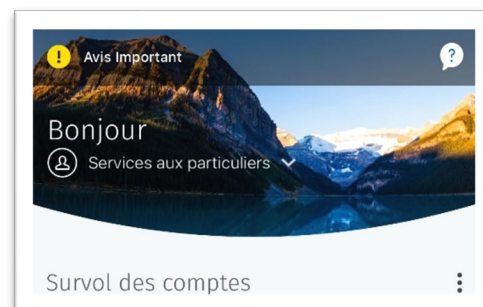 ! Avis Important
?
Bonjour
Services aux particuliers
Survol des comptes